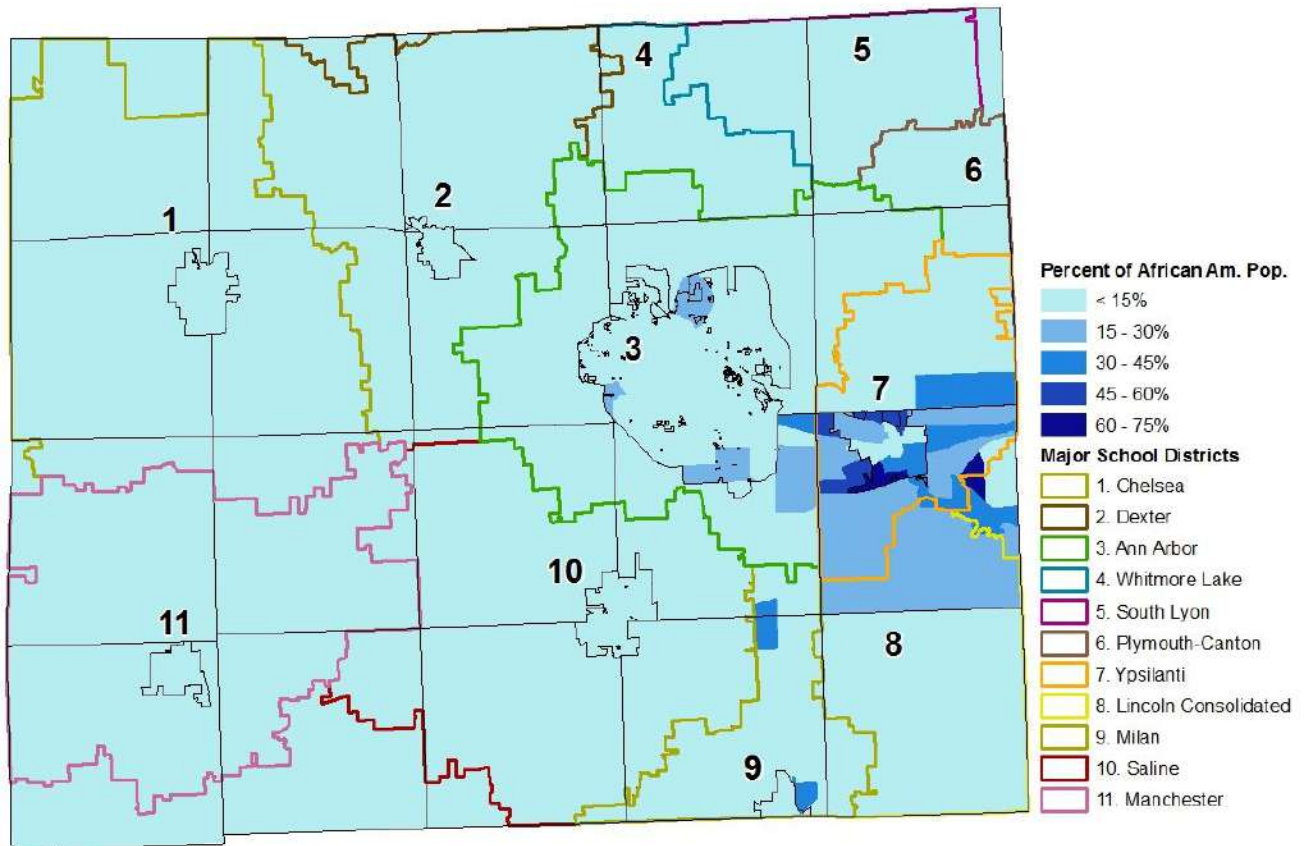 4
5
6
2
1
3
7
10
11
8
9
Percent of African Am. Pop.
< 15%
15 - 30%
30 - 45%
45 - 60%
60 - 75%
Major School Districts
1. Chelsea
2. Dexter
3. Ann Arbor
4. Whitmore Lake
5. South Lyon
6. Plymouth-Canton
7. Ypsilanti
8. Lincoln Consolidated
9. Milan
10. Saline
11. Manchester